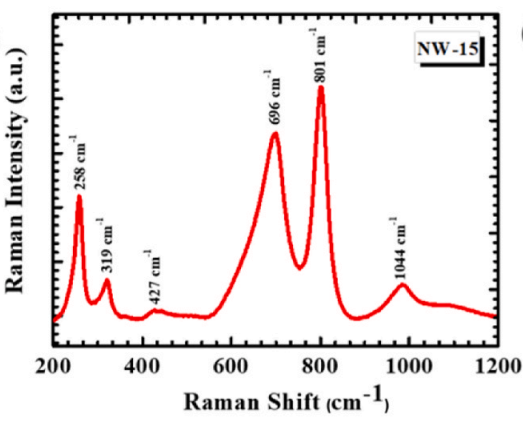 NW-15
Raman Intensity (a.u.)
258 cm⁻¹
319 cm⁻¹
427 cm⁻¹
696 cm⁻¹
801 cm⁻¹
1044 cm⁻¹
200 400 600 800 1000 1200
Raman Shift (cm⁻¹)